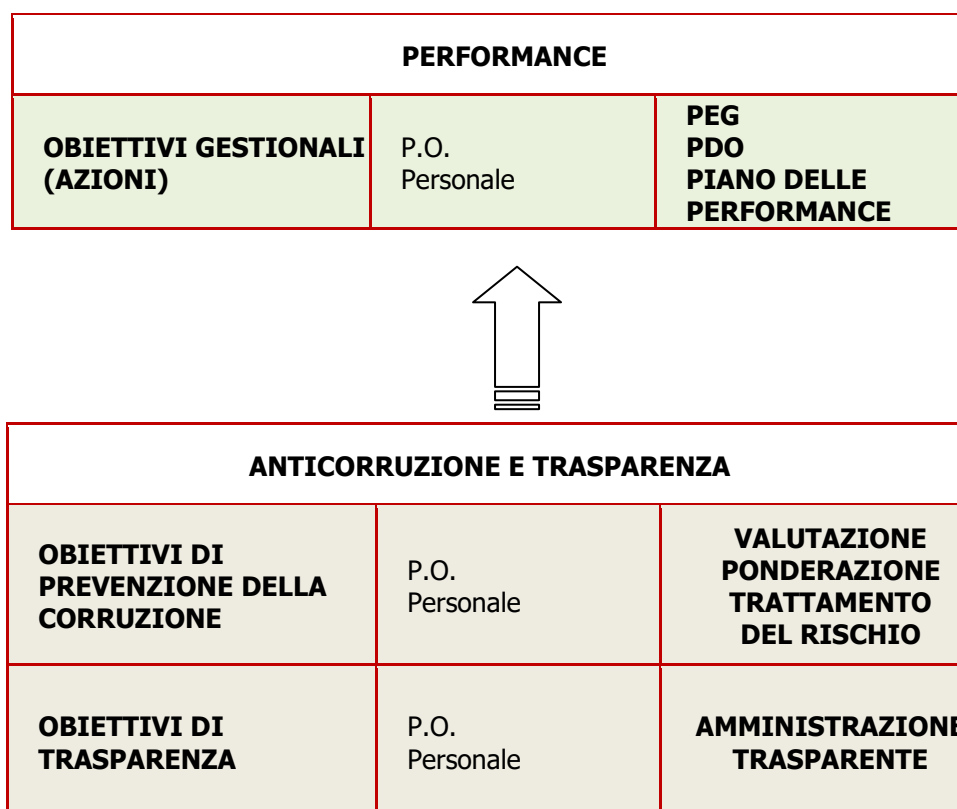 PERFORMANCE
OBIETTIVI GESTIONALI
(AZIONI)
P.O.
Personale
PEG
PDO
PIANO DELLE
PERFORMANCE
ANTICORRUZIONE E TRASPARENZA
OBIETTIVI DI
PREVENZIONE DELLA
CORRUZIONE
P.O.
Personale
VALUTAZIONE
PONDERAZIONE
TRATTAMENTO
DEL RISCHIO
OBIETTIVI DI
TRASPARENZA
P.O.
Personale
AMMINISTRAZIONE
TRASPARENTE